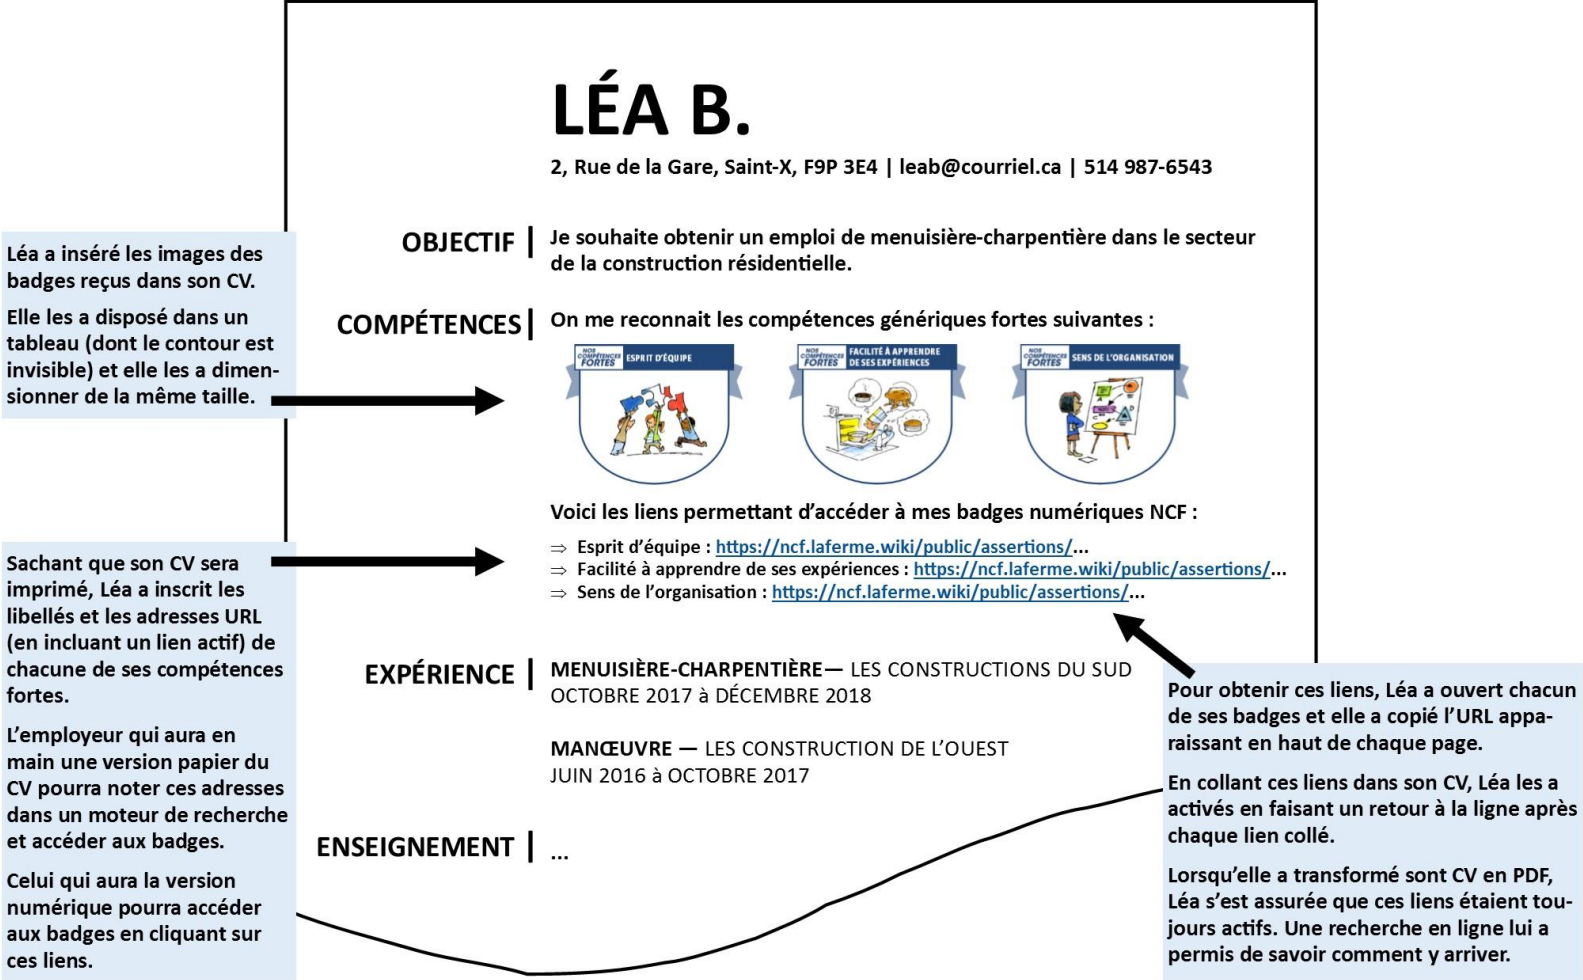 LÉA B.
2, Rue de la Gare, Saint-X, F9P 3E4 | leab@courriel.ca | 514 987-6543
OBJECTIF
Je souhaite obtenir un emploi de menuisière-charpentière dans le secteur
de la construction résidentielle.
Léa a inséré les images des
badges reçus dans son CV.
Elle les a disposé dans un
tableau (dont le contour est
invisible) et elle les a dimen-
sionner de la même taille.
COMPÉTENCES
On me reconnait les compétences génériques fortes suivantes :
NOS
COMPÉTENCES
FORTES
ESPRIT D'ÉQUIPE
NOS
COMPÉTENCES
FORTES
FACILITÉ À APPRENDRE
DE SES EXPÉRIENCES
NOS
COMPÉTENCES
FORTES
SENS DE L'ORGANISATION
Voici les liens permettant d’accéder à mes badges numériques NCF :
⇒ Esprit d’équipe : https://ncf.laferme.wiki/public/assertions/...
⇒ Facilité à apprendre de ses expériences : https://ncf.laferme.wiki/public/assertions/...
⇒ Sens de l’organisation : https://ncf.laferme.wiki/public/assertions/...
Sachant que son CV sera
imprimé, Léa a inscrit les
libellés et les adresses URL
(en incluant un lien actif) de
chacune de ses compétences
fortes.
L’employeur qui aura en
main une version papier du
CV pourra noter ces adresses
dans un moteur de recherche
et accéder aux badges.
Celui qui aura la version
numérique pourra accéder
aux badges en cliquant sur
ces liens.
EXPÉRIENCE
MENUISIÈRE-CHARPENTIÈRE— LES CONSTRUCTIONS DU SUD
OCTOBRE 2017 à DÉCEMBRE 2018
MANŒUVRE — LES CONSTRUCTION DE L’OUEST
JUIN 2016 à OCTOBRE 2017
ENSEIGNEMENT
...
Pour obtenir ces liens, Léa a ouvert chacun
de ses badges et elle a copié l’URL appa-
raissant en haut de chaque page.
En collant ces liens dans son CV, Léa les a
activés en faisant un retour à la ligne après
chaque lien collé.
Lorsqu’elle a transformé sont CV en PDF,
Léa s’est assurée que ces liens étaient tou-
jours actifs. Une recherche en ligne lui a
permis de savoir comment y arriver.